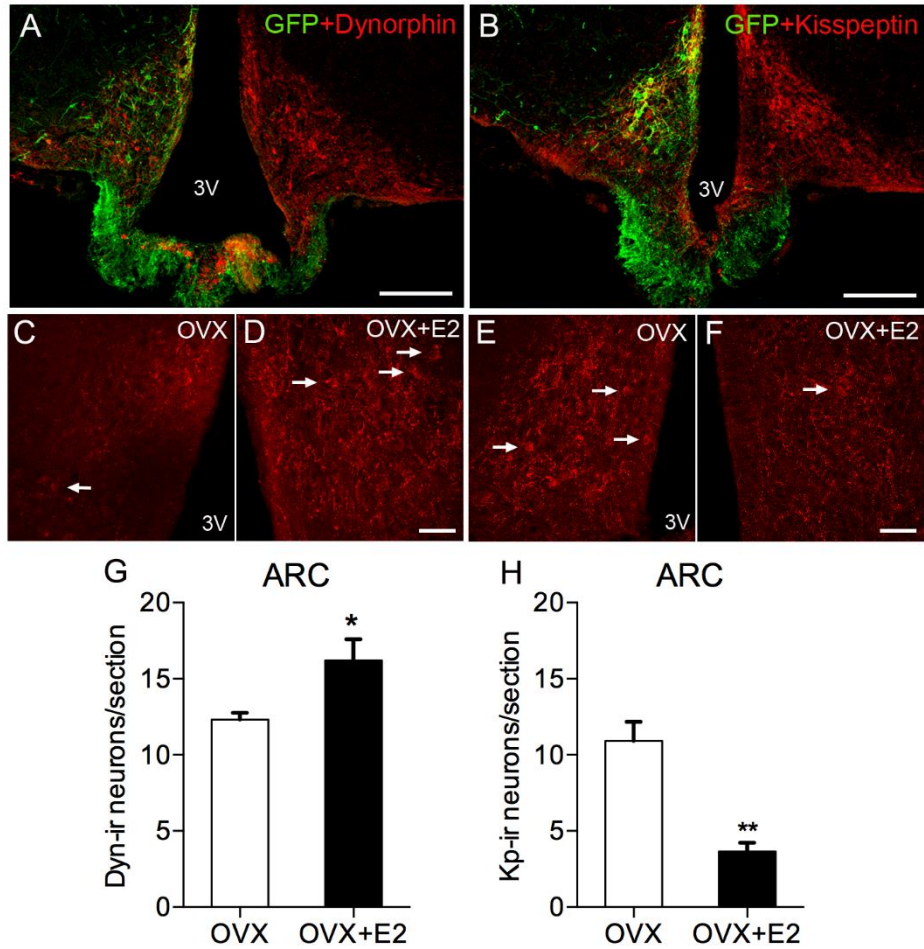 A
GFP+Dynorphin
3V
B
GFP+Kisspeptin
3V
C
OVX
3V
D
OVX+E2
E
OVX
3V
F
OVX+E2
G
ARC
Dyn-ir neurons/section
20
15
10
5
0
*
OVX
OVX+E2
H
ARC
Kp-ir neurons/section
20
15
10
5
0
**
OVX
OVX+E2